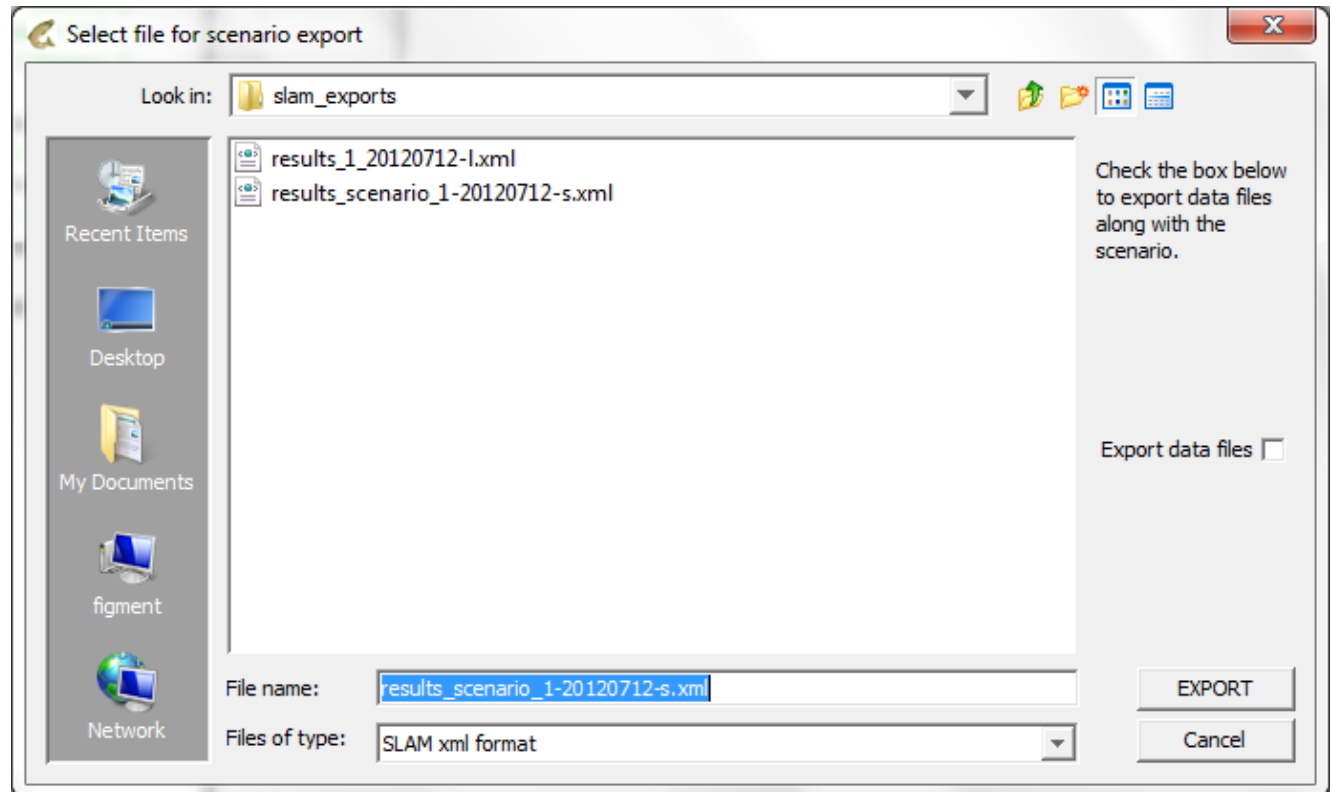 Select file for scenario export
x
Look in: slam_exports
results_1_20120712-l.xml
results_scenario_1-20120712-s.xml
Recent Items
Desktop
My Documents
figment
Network
Check the box below
to export data files
along with the
scenario.
Export data files
File name: results_scenario_1-20120712-s.xml
EXPORT
Files of type: SLAM xml format
Cancel